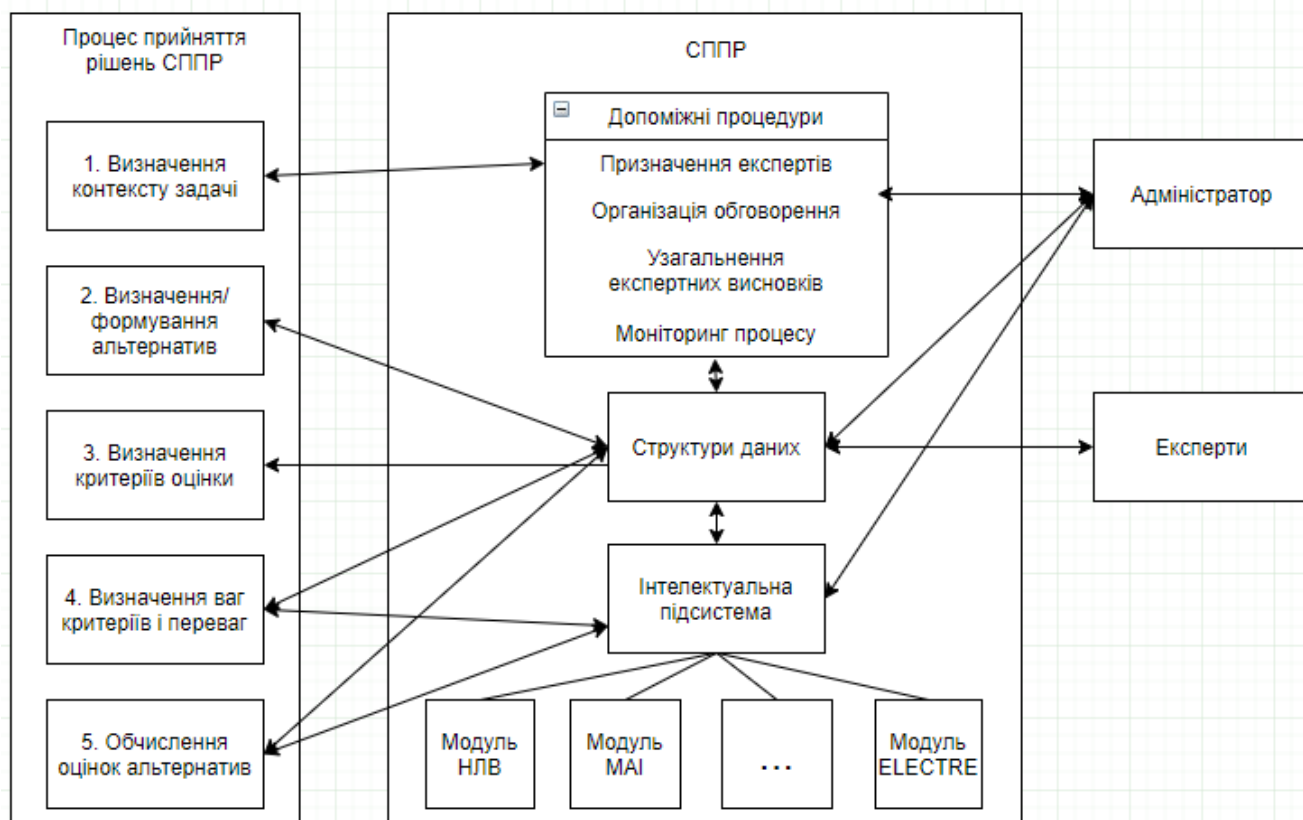 Процес прийняття
рішень СППР
1. Визначення
контексту задачі
2. Визначення/
формування
альтернатив
3. Визначення
критеріїв оцінки
4. Визначення ваг
критеріїв і переваг
5. Обчислення
оцінок альтернатив
СППР
Допоміжні процедури
Призначення експертів
Організація обговорення
Узагальнення
експертних висновків
Моніторинг процесу
Структури даних
Інтелектуальна
підсистема
Модуль
НЛВ
Модуль
МАІ
...
Модуль
ELECTRE
Адміністратор
Експерти